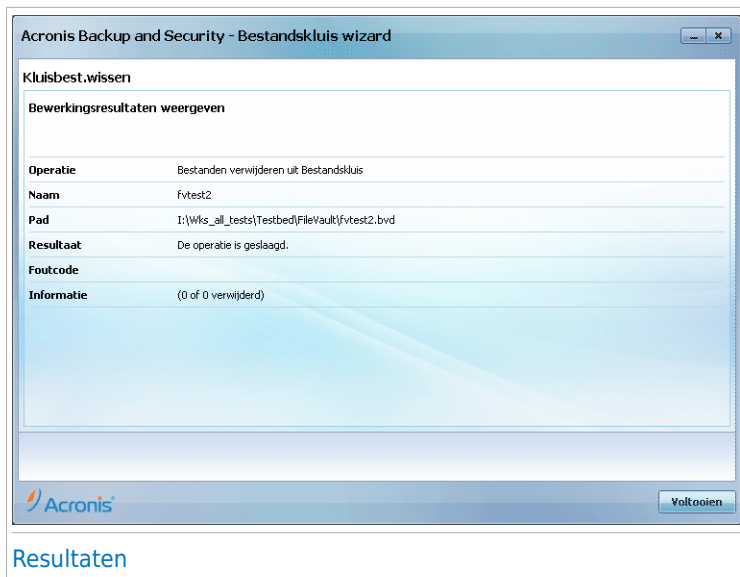 Acronis Backup and Security - Bestandskluis wizard
Kluisbest.wissen
Bewerkingsresultaten weergeven
Operatie Bestanden verwijderen uit Bestandskluis
Naam fvtest2
Pad I:\Wks_all_tests\Testbed\FileVault\fvtest2.bvd
Resultaat De operatie is geslaagd.
Foutcode
Informatie (0 of 0 verwijderd)
Acronis
Voltooien
Resultaten